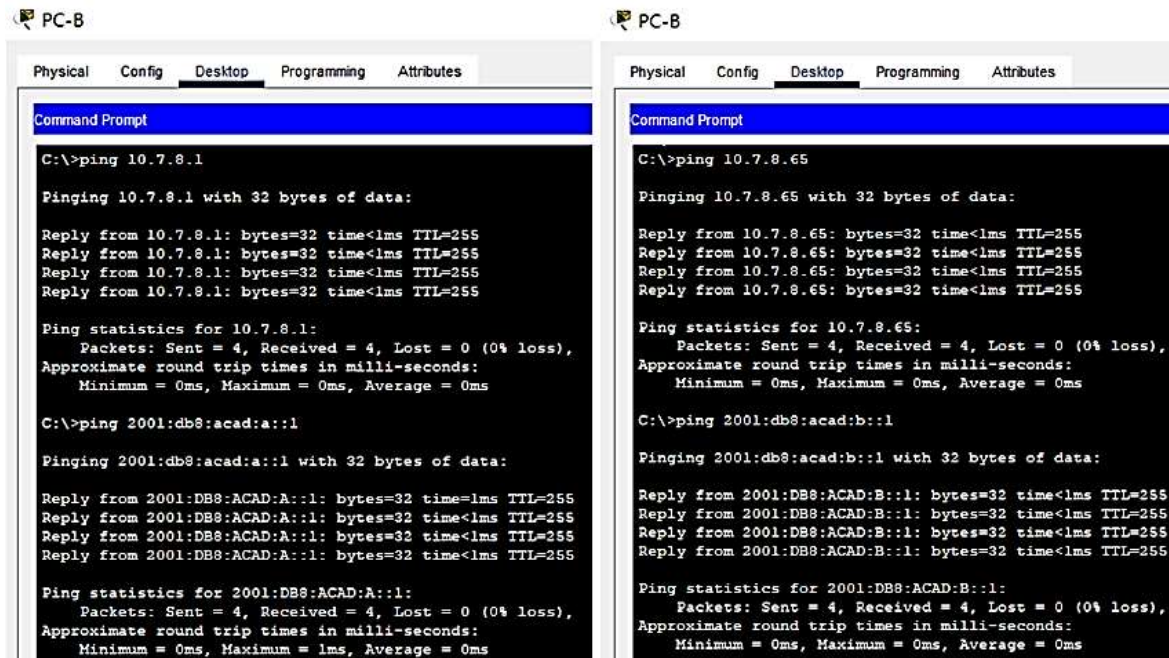 PC-B
Physical Config Desktop Programming Attributes
Command Prompt
C:\>ping 10.7.8.1
Pinging 10.7.8.1 with 32 bytes of data:
Reply from 10.7.8.1: bytes=32 time<1ms TTL=255
Reply from 10.7.8.1: bytes=32 time<1ms TTL=255
Reply from 10.7.8.1: bytes=32 time<1ms TTL=255
Reply from 10.7.8.1: bytes=32 time<1ms TTL=255
Ping statistics for 10.7.8.1:
Packets: Sent = 4, Received = 4, Lost = 0 (0% loss),
Approximate round trip times in milli-seconds:
Minimum = 0ms, Maximum = 0ms, Average = 0ms
C:\>ping 2001:db8:acad:a::1
Pinging 2001:db8:acad:a::1 with 32 bytes of data:
Reply from 2001:DB8:ACAD:A::1: bytes=32 time=1ms TTL=255
Reply from 2001:DB8:ACAD:A::1: bytes=32 time<1ms TTL=255
Reply from 2001:DB8:ACAD:A::1: bytes=32 time<1ms TTL=255
Reply from 2001:DB8:ACAD:A::1: bytes=32 time<1ms TTL=255
Ping statistics for 2001:DB8:ACAD:A::1:
Packets: Sent = 4, Received = 4, Lost = 0 (0% loss),
Approximate round trip times in milli-seconds:
Minimum = 0ms, Maximum = 1ms, Average = 0ms
PC-B
Physical Config Desktop Programming Attributes
Command Prompt
C:\>ping 10.7.8.65
Pinging 10.7.8.65 with 32 bytes of data:
Reply from 10.7.8.65: bytes=32 time<1ms TTL=255
Reply from 10.7.8.65: bytes=32 time<1ms TTL=255
Reply from 10.7.8.65: bytes=32 time<1ms TTL=255
Reply from 10.7.8.65: bytes=32 time<1ms TTL=255
Ping statistics for 10.7.8.65:
Packets: Sent = 4, Received = 4, Lost = 0 (0% loss),
Approximate round trip times in milli-seconds:
Minimum = 0ms, Maximum = 0ms, Average = 0ms
C:\>ping 2001:db8:acad:b::1
Pinging 2001:db8:acad:b::1 with 32 bytes of data:
Reply from 2001:DB8:ACAD:B::1: bytes=32 time<1ms TTL=255
Reply from 2001:DB8:ACAD:B::1: bytes=32 time<1ms TTL=255
Reply from 2001:DB8:ACAD:B::1: bytes=32 time<1ms TTL=255
Reply from 2001:DB8:ACAD:B::1: bytes=32 time<1ms TTL=255
Ping statistics for 2001:DB8:ACAD:B::1:
Packets: Sent = 4, Received = 4, Lost = 0 (0% loss),
Approximate round trip times in milli-seconds:
Minimum = 0ms, Maximum = 0ms, Average = 0ms